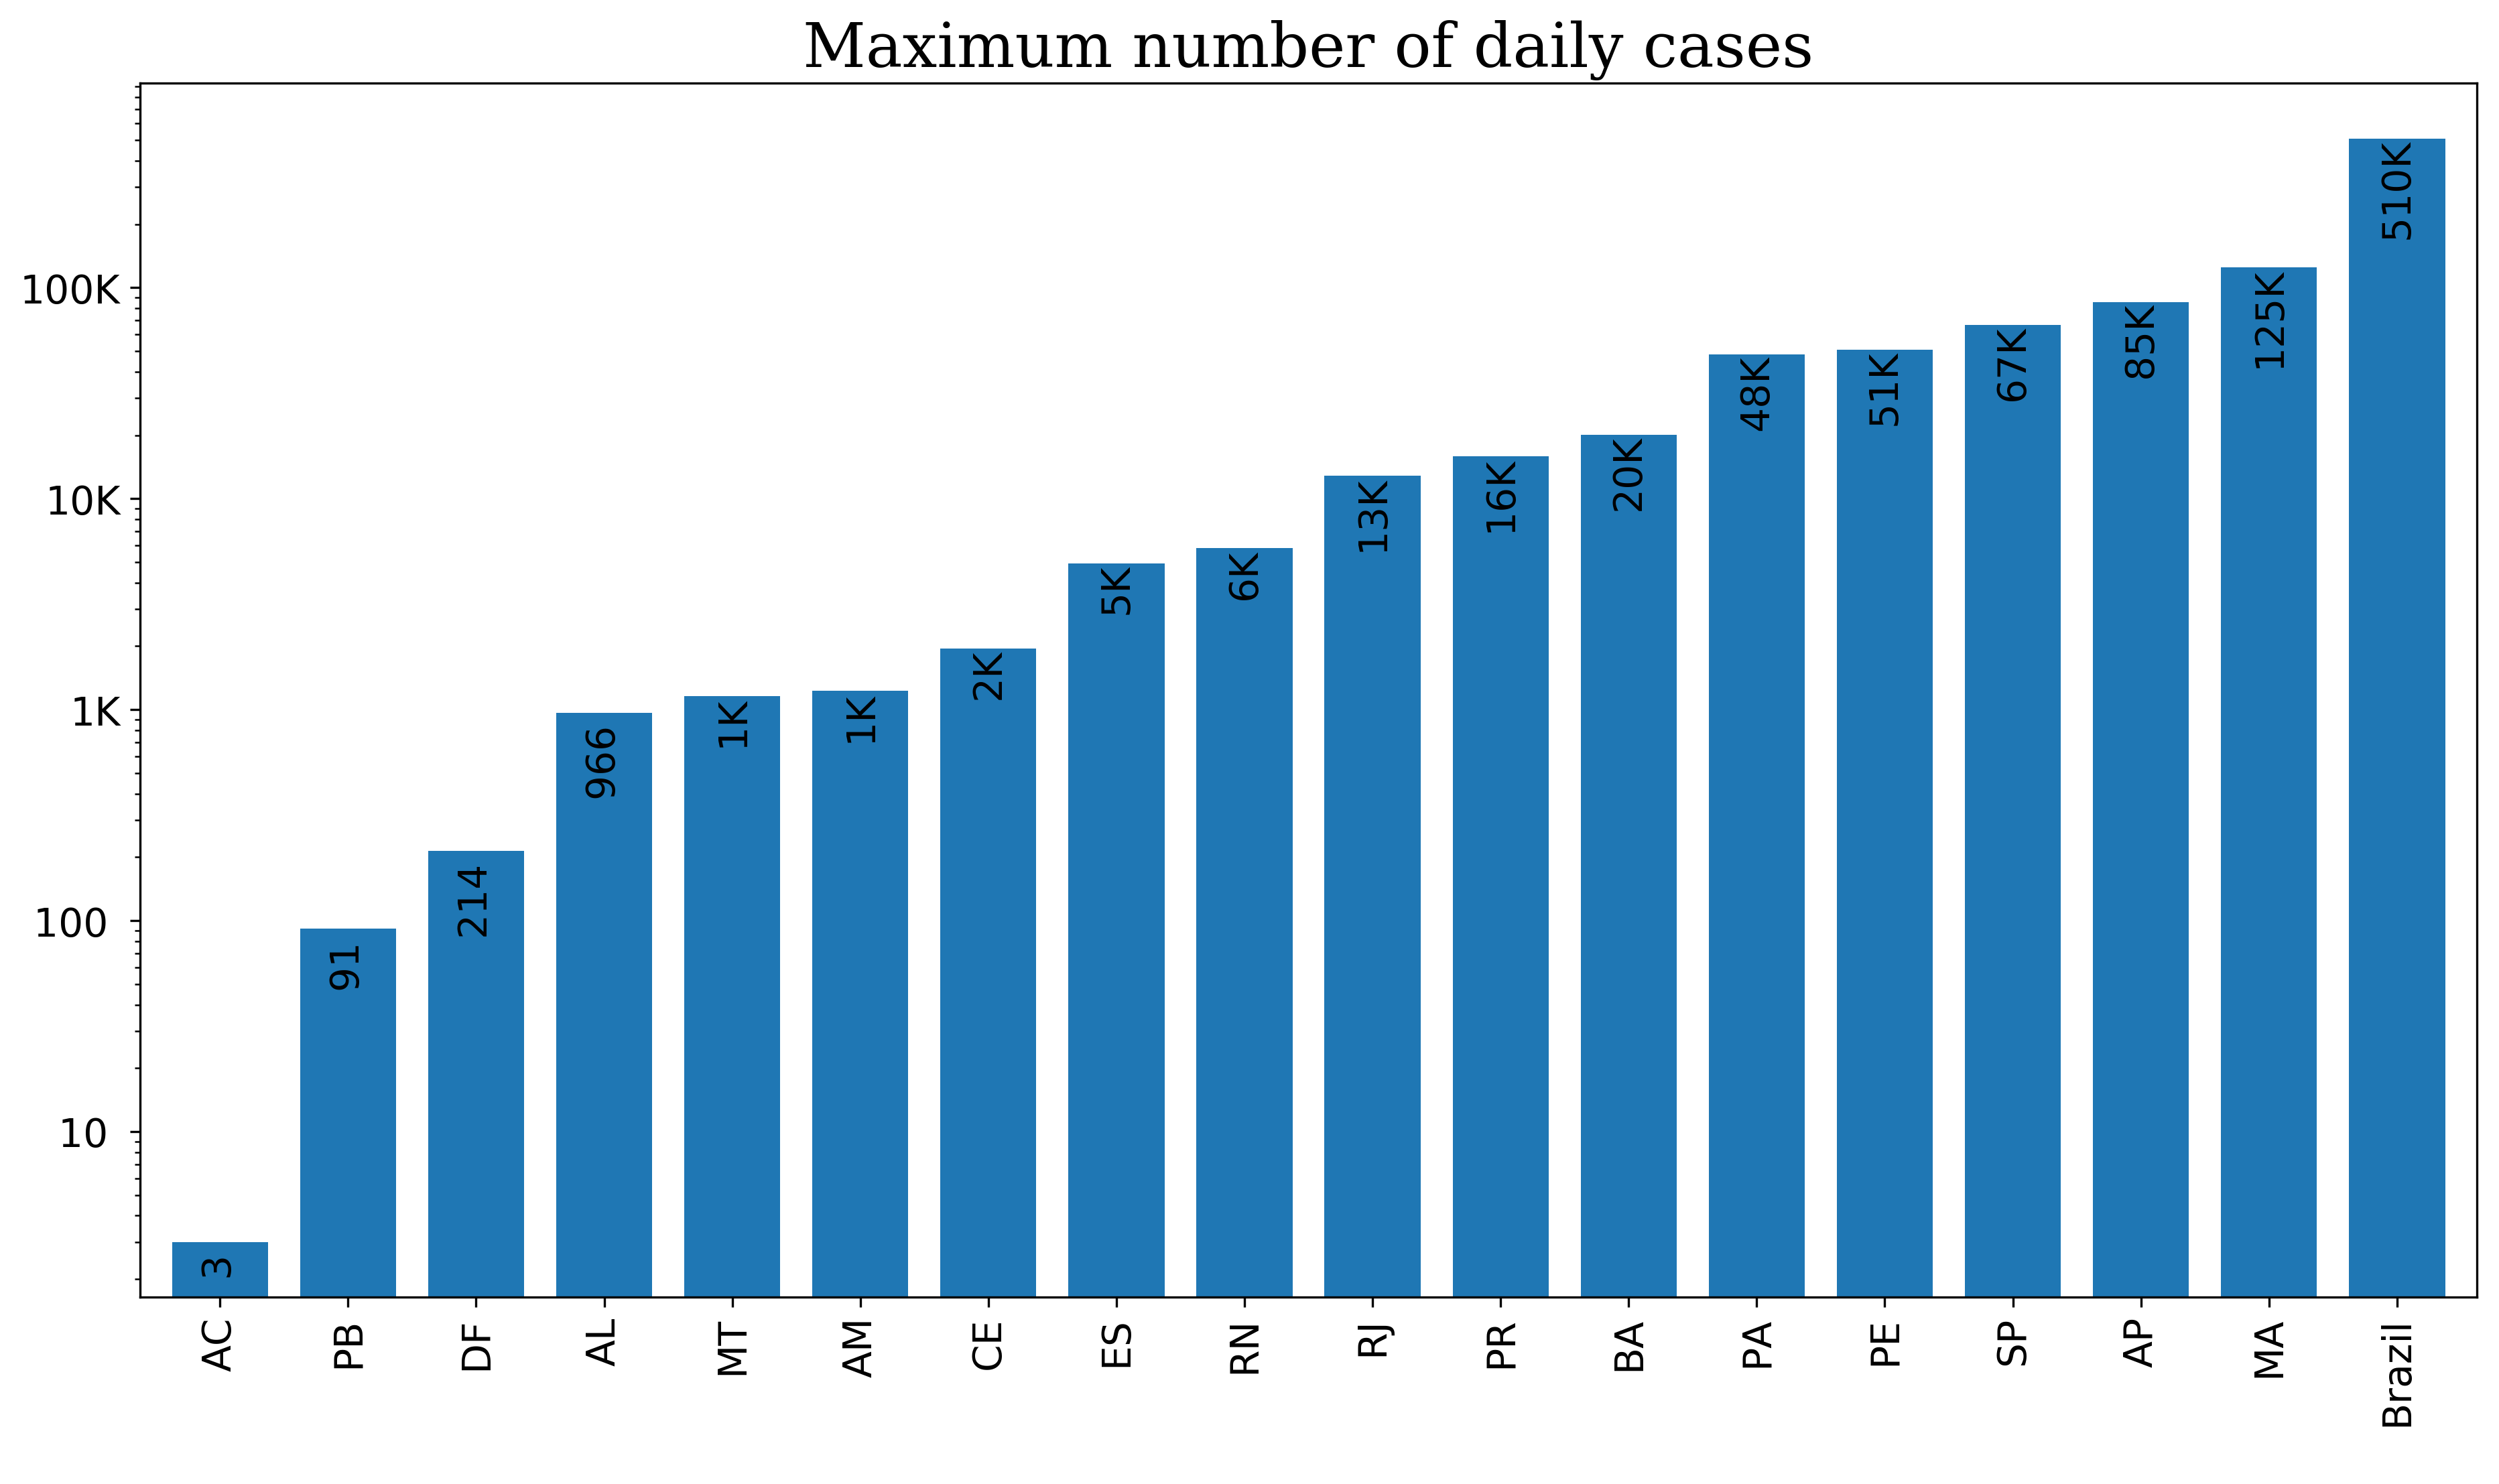 Maximum number of daily cases
100K
10K
1K
100
10
3
91
214
966
1K
1K
2K
5K
6K
13K
16K
20K
48K
51K
67K
85K
125K
510K
AC
PB
DF
AL
MT
AM
CE
ES
RN
RJ
PR
BA
PA
PE
SP
AP
MA
Brazil